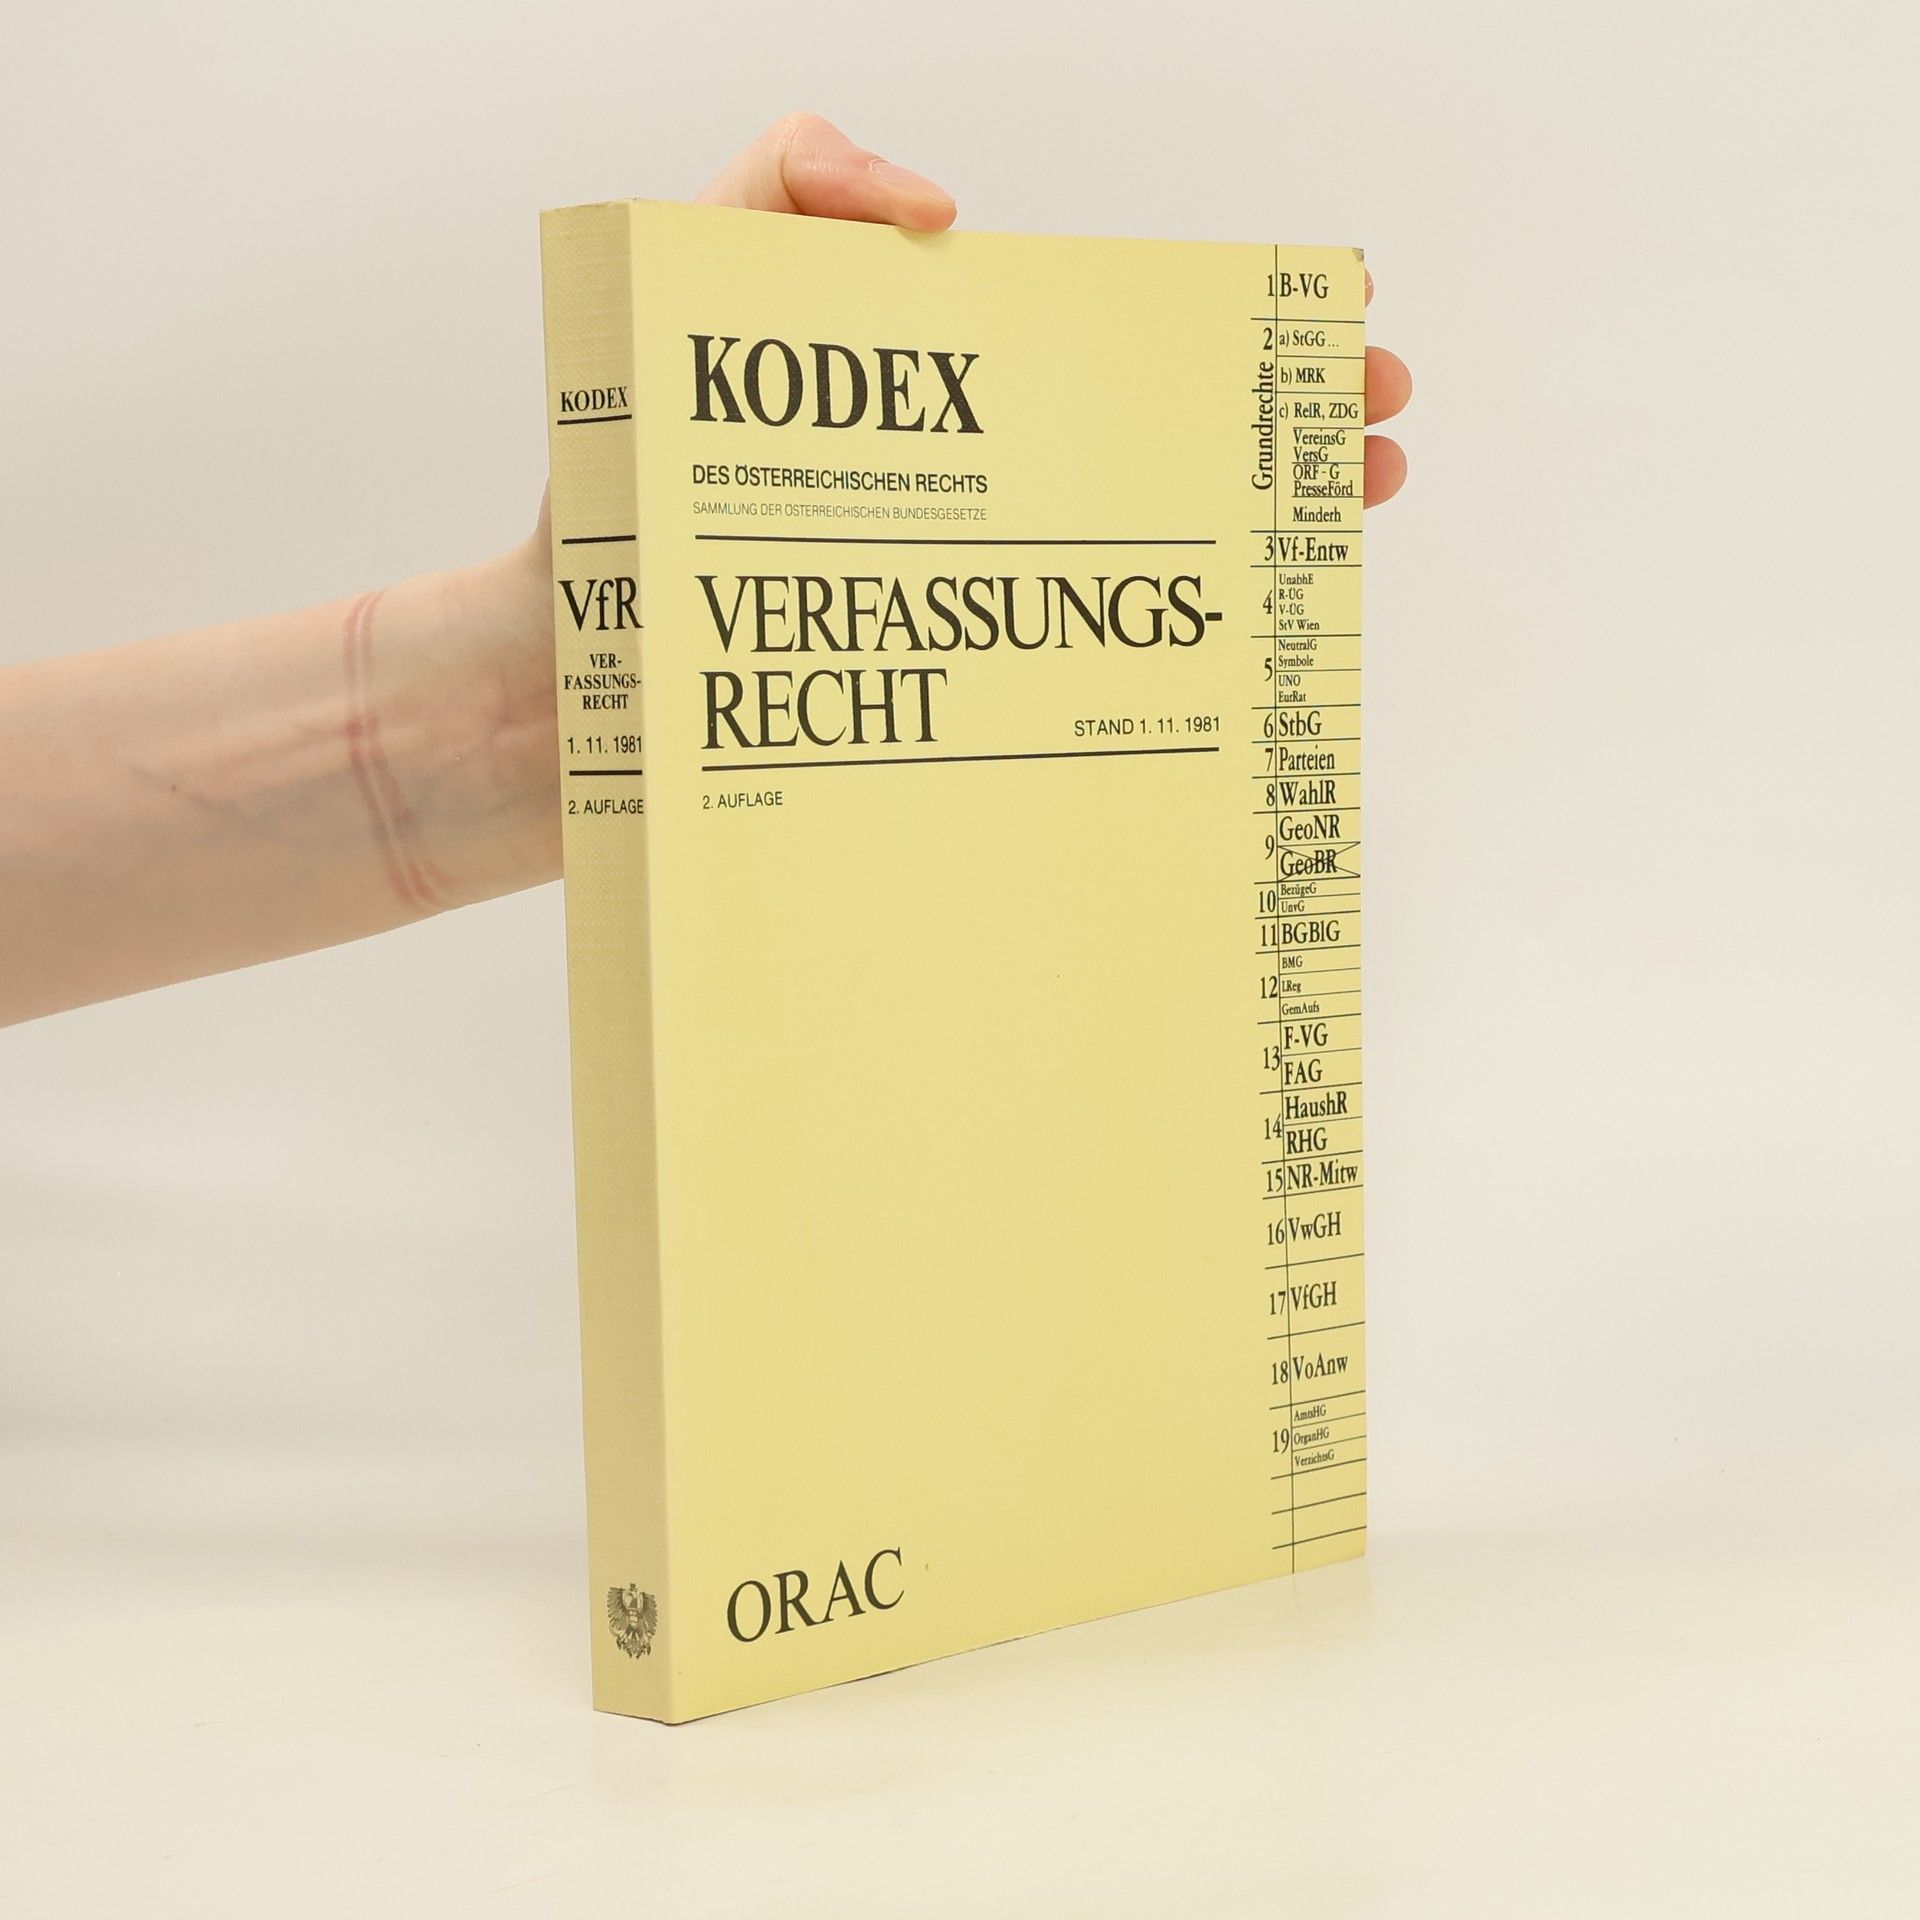 KODEX
VfR
VER-
FASSUNGS-
RECHT
1. 11. 1981
2. AUFLAGE
KODEX
DES ÖSTERREICHISCHEN RECHTS
SAMMLUNG DER ÖSTERREICHISCHEN BUNDESGESETZE
VERFASSUNGS-
RECHT
STAND 1. 11. 1981
2. AUFLAGE
ORAC
1 B-VG
2 Grundrechte
a) StGG...
b) MRK
c) RelR, ZDG
VereinsG
VersG
ORF-G
PresseFörd
Minderh
3 Vf-Entw
4
UnabhE
R-ÜG
V-ÜG
StV Wien
5
NeutralG
Symbole
UNO
EurRat
6 StbG
7 Parteien
8 WahlR
9
GeoNR
GeoBR
10
BezügeG
UnvG
11 BGBlG
12
BMG
LReg
GemAufs
13
F-VG
FAG
14
HaushR
RHG
15 NR-Mitw
16 VwGH
17 VfGH
18 VoAnw
19
AmtsHG
OrganHG
VerzichtsG